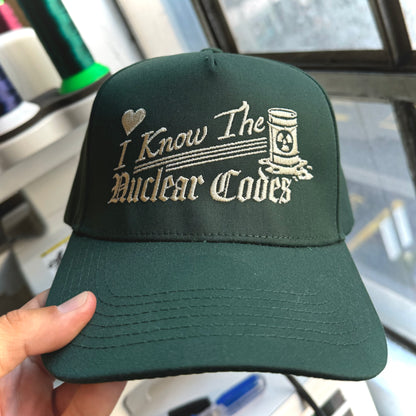 I Know The
Nuclear Codes